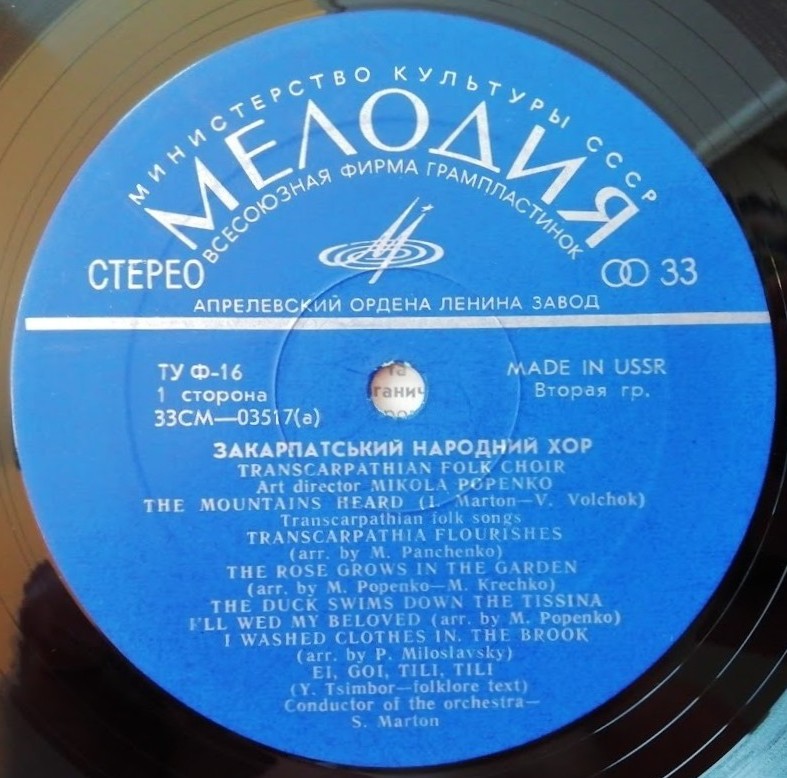 МИНИСТЕРСТВО КУЛЬТУРЫ СССР
МЕЛОДИЯ
ВСЕСОЮЗНАЯ ФИРМА ГРАМПЛАСТИНОК
СТЕРЕО
33
АПРЕЛЕВСКИЙ ОРДЕНА ЛЕНИНА ЗАВОД
ТУ Ф-16
1 сторона
33СМ—03517(а)
MADE IN USSR
Вторая гр.
ЗАКАРПАТСЬКИЙ НАРОДНИЙ ХОР
TRANSCARPATHIAN FOLK CHOIR
Art director MIKOLA POPENKO
THE MOUNTAINS HEARD (I. Marton—V. Volchok)
Transcarpathian folk songs
TRANSCARPATHIA FLOURISHES
(arr. by M. Panchenko)
THE ROSE GROWS IN THE GARDEN
(arr. by M. Popenko—M. Krechko)
THE DUCK SWIMS DOWN THE TISSINA
I'LL WED MY BELOVED (arr. by M. Popenko)
I WASHED CLOTHES IN. THE BROOK
(arr. by P. Miloslavsky)
EI, GOI, TILI, TILI
(Y. Tsimbor—folklore text)
Conductor of the orchestra—
S. Marton